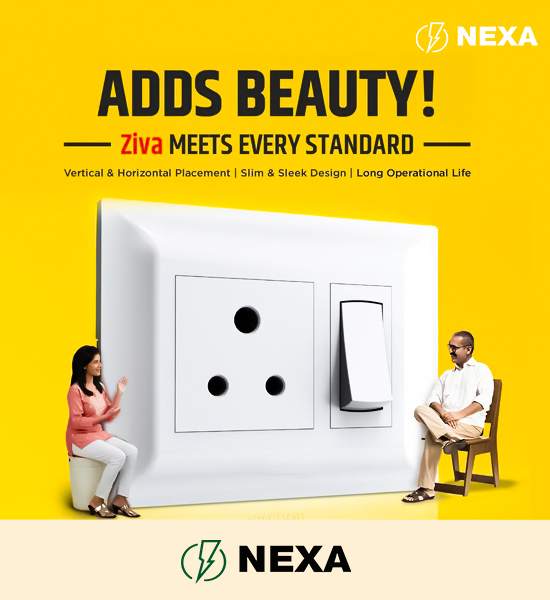 NEXA
ADDS BEAUTY!
Ziva MEETS EVERY STANDARD
Vertical & Horizontal Placement | Slim & Sleek Design | Long Operational Life
NEXA